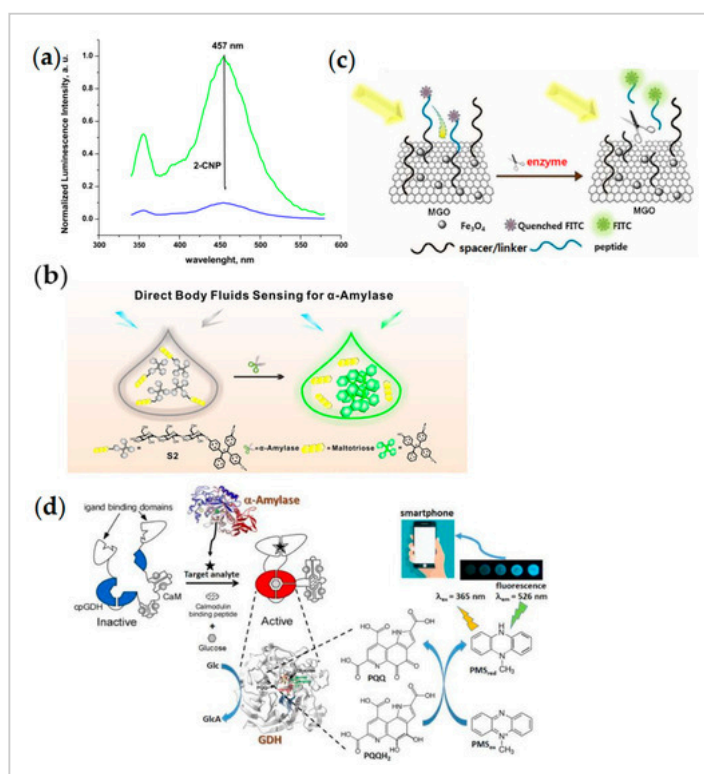 (a)
457 nm
Normalized Luminescence Intensity, a. u.
1.0
0.8
0.6
0.4
0.2
0.0
2-CNP
300 350 400 450 500 550 600
wavelenght, nm
(c)
enzyme
MGO
MGO
Fe₃O₄ Quenched FITC FITC
spacer/linker peptide
(b)
Direct Body Fluids Sensing for α-Amylase
= =α-Amylase =Maltotriose =
S2
(d)
igand binding domains
α-Amylase
CaM
cpGDH
Inactive
Target analyte
Calmodulin
binding peptide
+
Glucose
Active
Glc
GlcA
GDH
PQQ
PQQH₂
smartphone
fluorescence
λex = 365 nm λem = 526 nm
H
N
N
CH₃
PMSred
N
N⁺
CH₃
PMSox